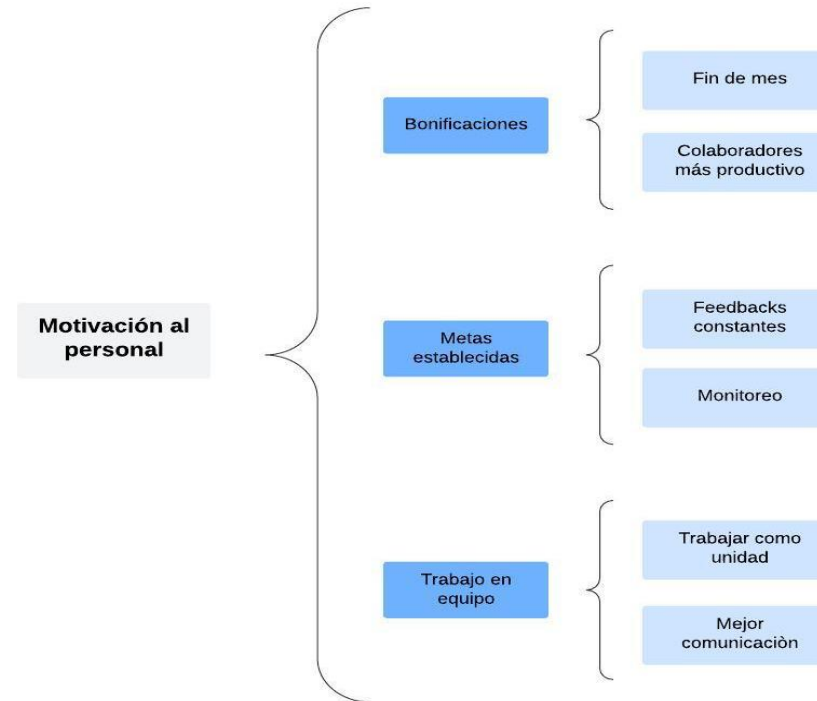 Motivación al
personal
Bonificaciones
Fin de mes
Colaboradores
más productivo
Metas
establecidas
Feedbacks
constantes
Monitoreo
Trabajo en
equipo
Trabajar como
unidad
Mejor
comunicaciòn